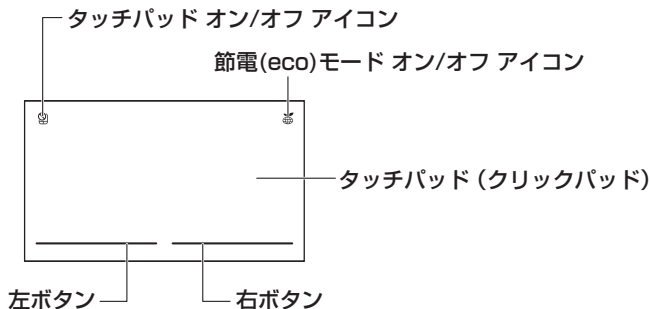 タッチパッド オン/オフ アイコン
節電(eco)モード オン/オフ アイコン
タッチパッド(クリックパッド)
左ボタン
右ボタン